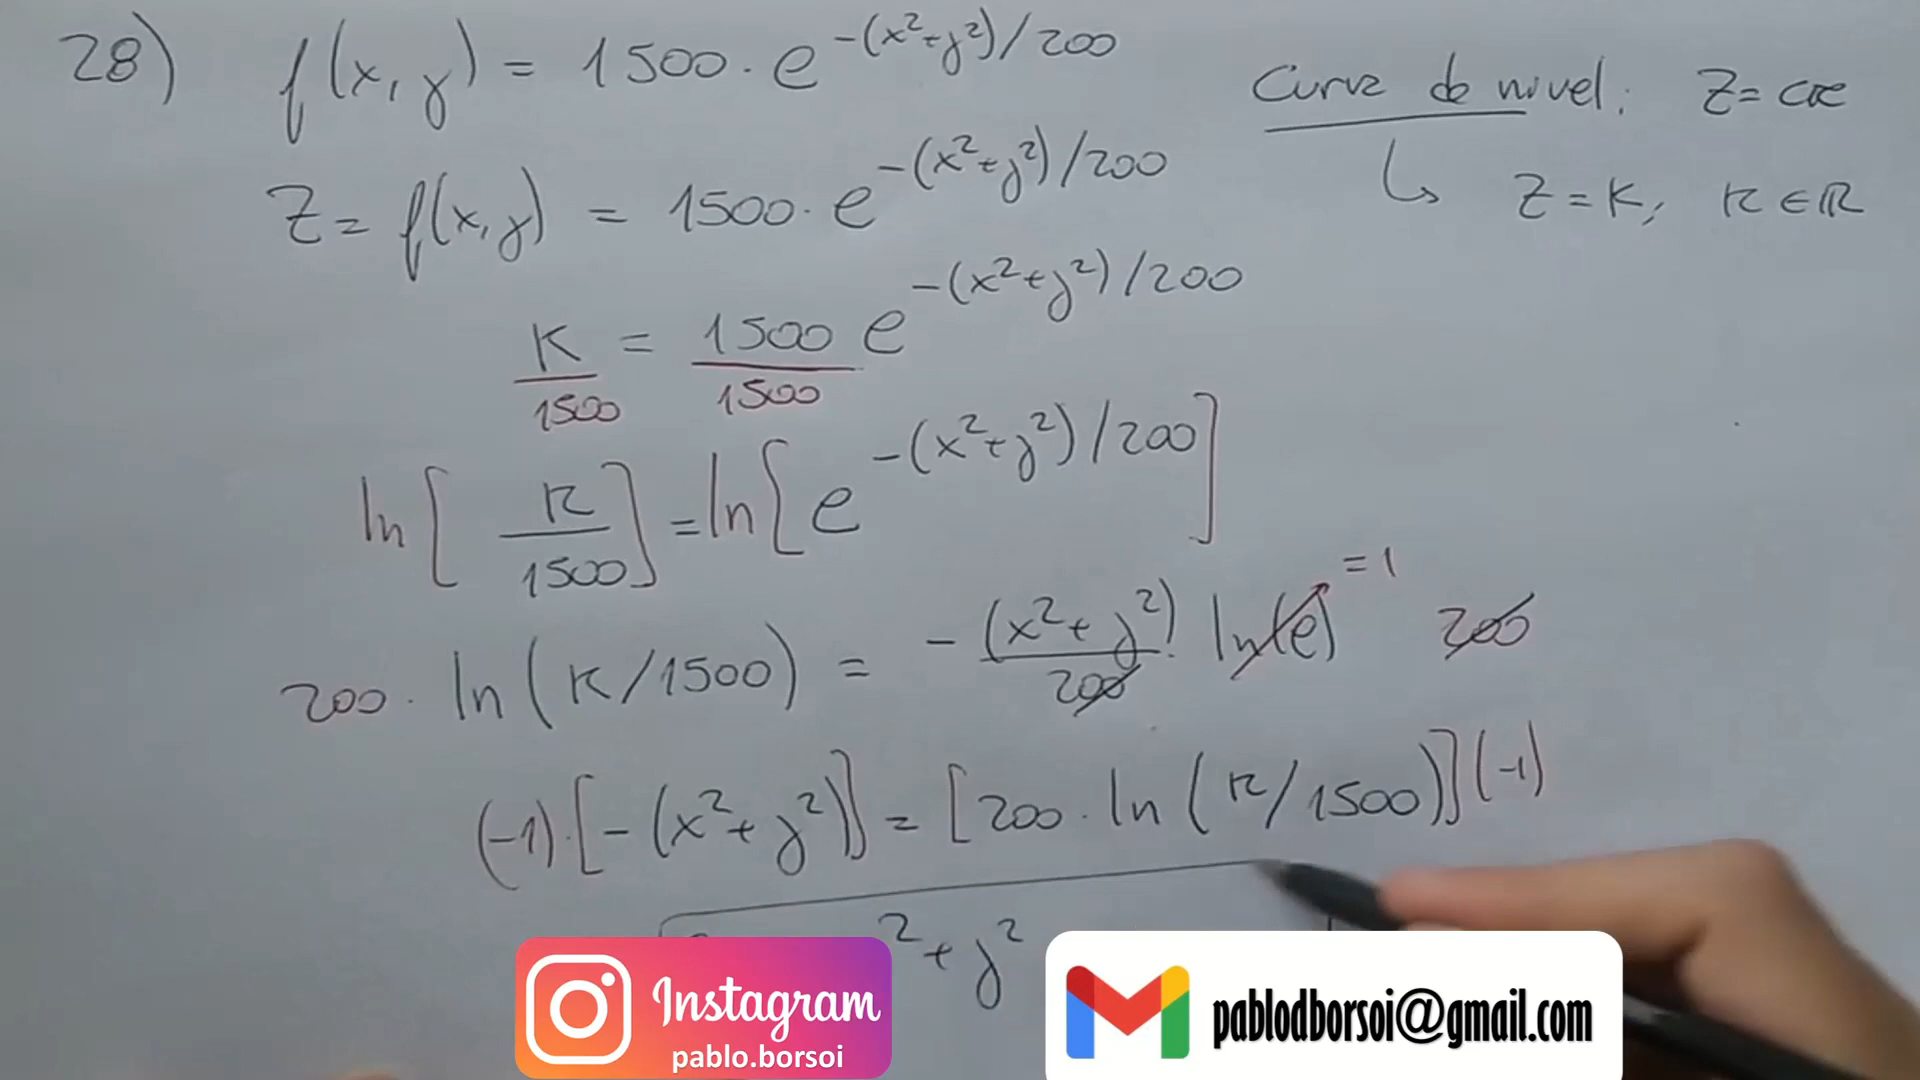 28) f(x,y) = 1500 · e^{-(x²+y²)/200}
Curva de nivel: z = cte
z = f(x,y) = 1500 · e^{-(x²+y²)/200}
↳ z = k, k ∈ ℝ
k/1500 = 1500/1500 e^{-(x²+y²)/200}
ln[k/1500] = ln[e^{-(x²+y²)/200}]
200 · ln(k/1500) = -(x²+y²)/200 · ln(e) = 1 200
(-1) · [-(x²+y²)] = [200 · ln(k/1500)](-1)
² + y²
Instagram
pablo.borsoi
pablodborsoi@gmail.com